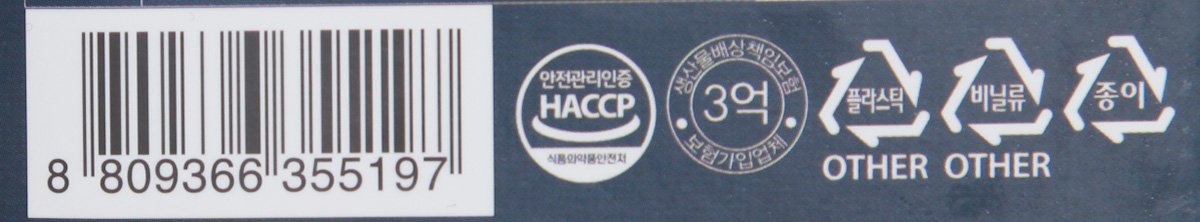 8 809366 355197
안전관리인증
HACCP
식품의약품안전처
생산물배상책임보험
3억
보험가입업체
플라스틱
OTHER
비닐류
OTHER
종이